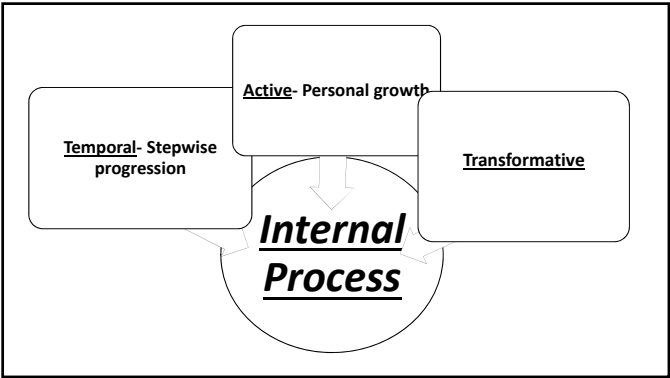 Active- Personal growth
Temporal- Stepwise
progression
Transformative
Internal
Process